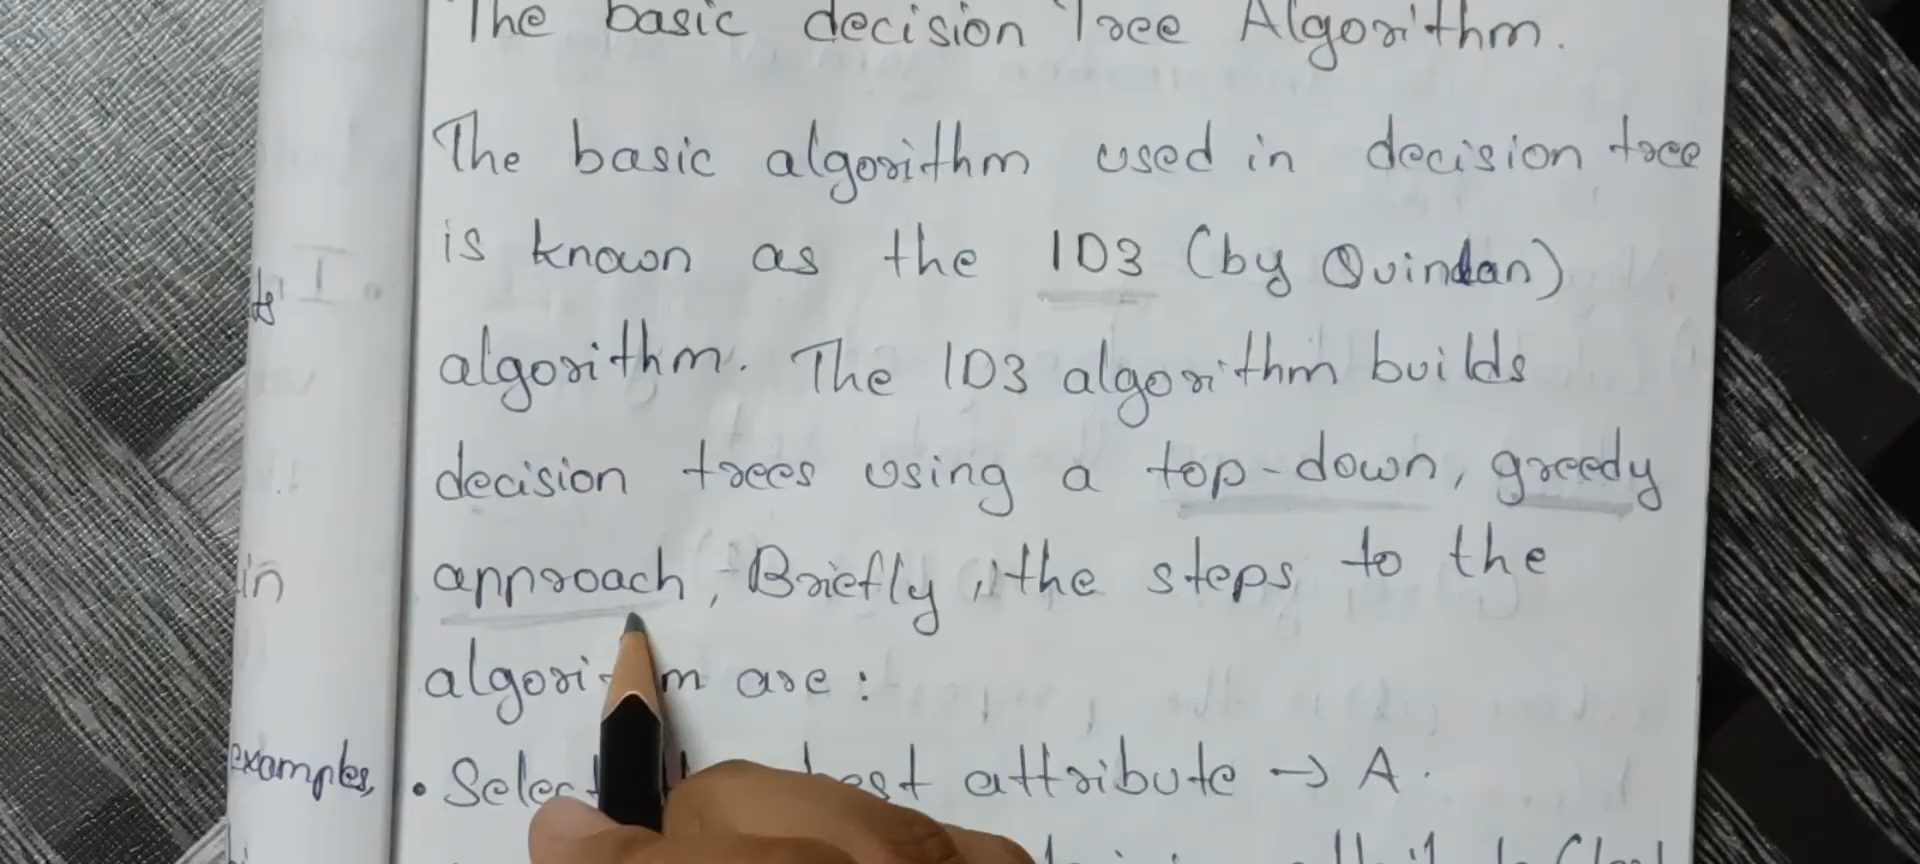 The basic decision Tree Algorithm.
The basic algorithm used in decision tree
is known as the ID3 (by Quindan)
algorithm. The ID3 algorithm builds
decision trees using a top-down, greedy
approach, Briefly, the steps to the
are:
Select attribute → A.
in
examples,